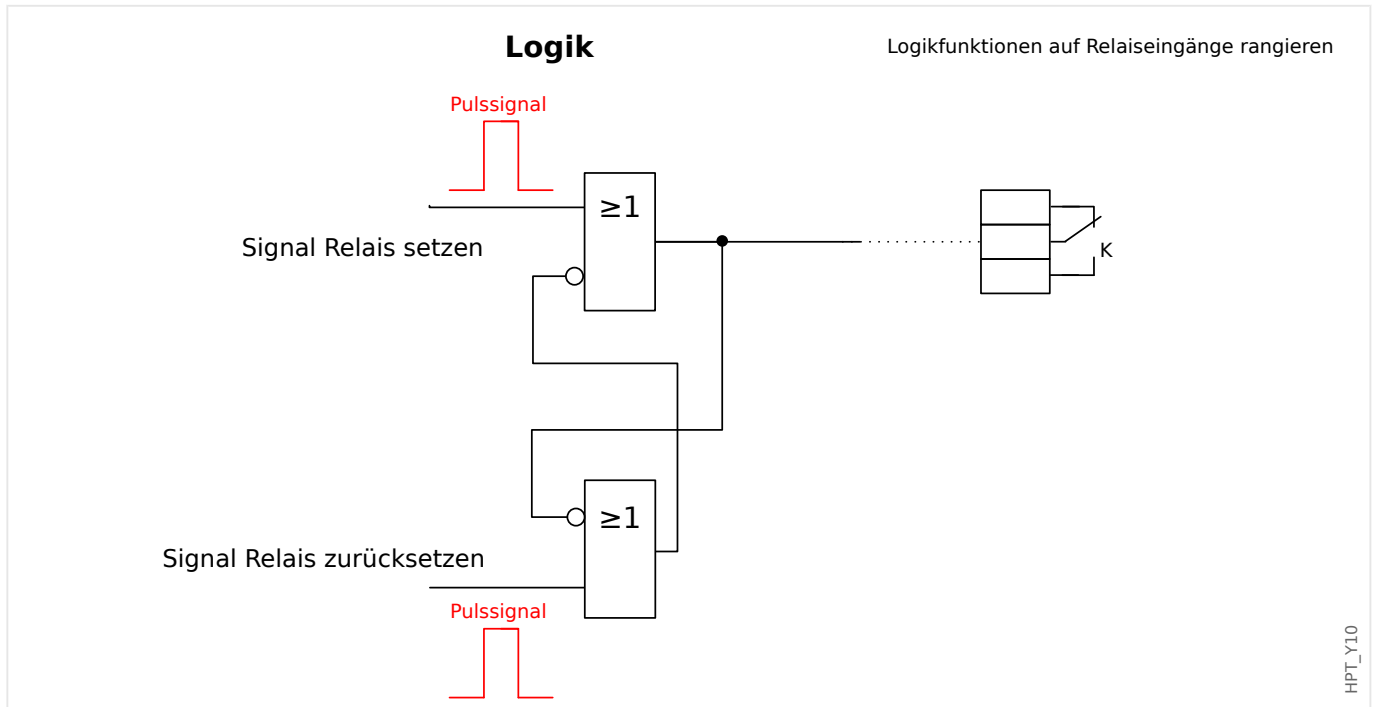 Logik
Logikfunktionen auf Relaiseingänge rangieren
Pulssignal
≥1
Signal Relais setzen
K
≥1
Signal Relais zurücksetzen
Pulssignal
HPT_Y10